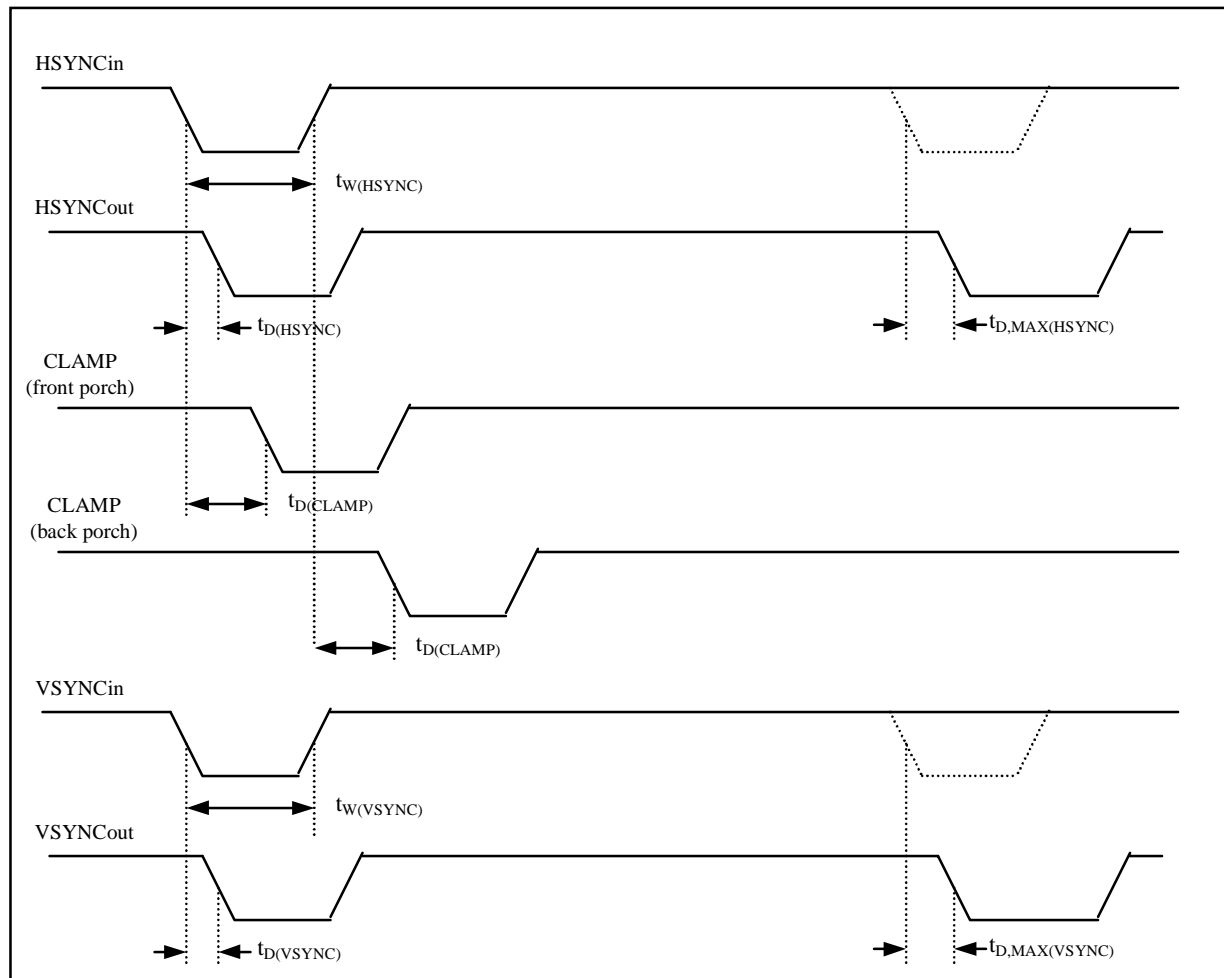 HSYNCin
tW(HSYNC)
HSYNCout
tD(HSYNC)
tD,MAX(HSYNC)
CLAMP
(front porch)
tD(CLAMP)
CLAMP
(back porch)
tD(CLAMP)
VSYNCin
tW(VSYNC)
VSYNCout
tD(VSYNC)
tD,MAX(VSYNC)